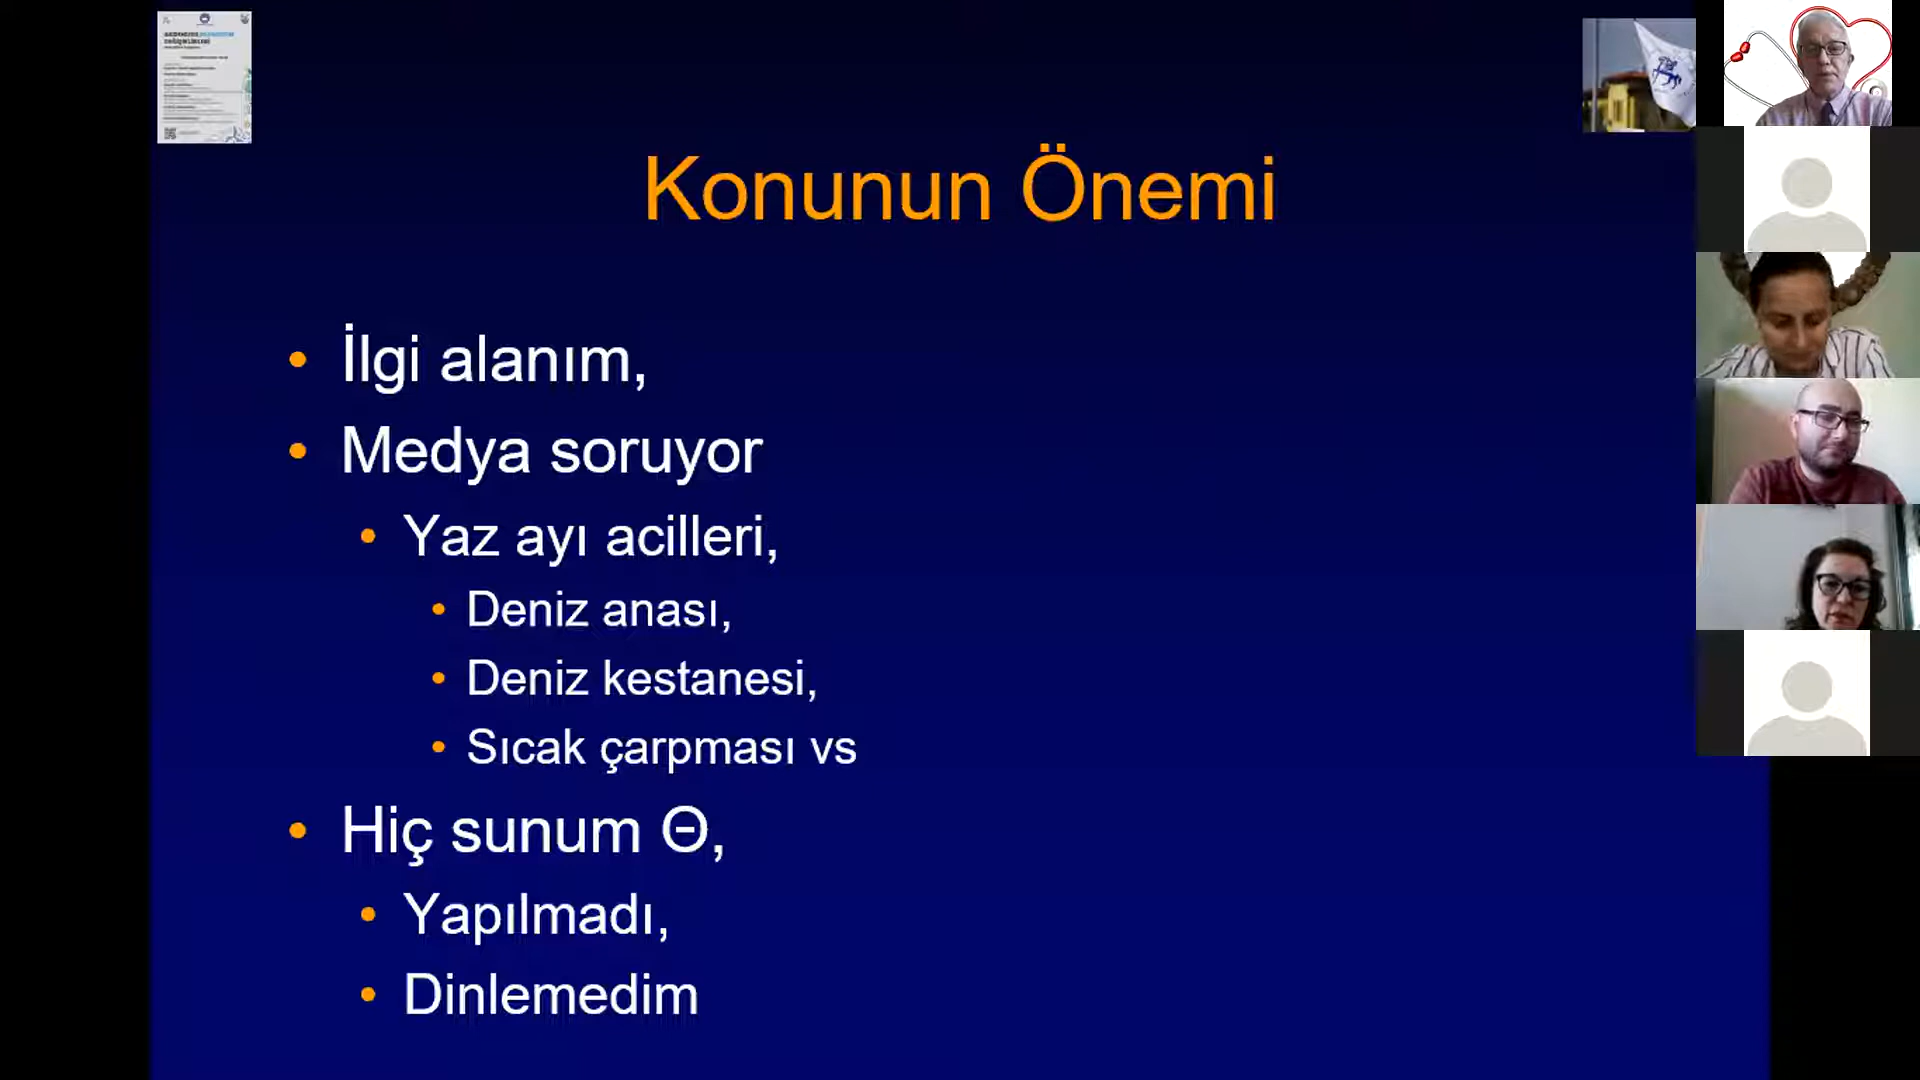 Konunun Önemi
• İlgi alanım,
• Medya soruyor
• Yaz ayı acilleri,
• Deniz anası,
• Deniz kestanesi,
• Sıcak çarpması vs
• Hiç sunum Θ,
• Yapılmadı,
• Dinlemedim